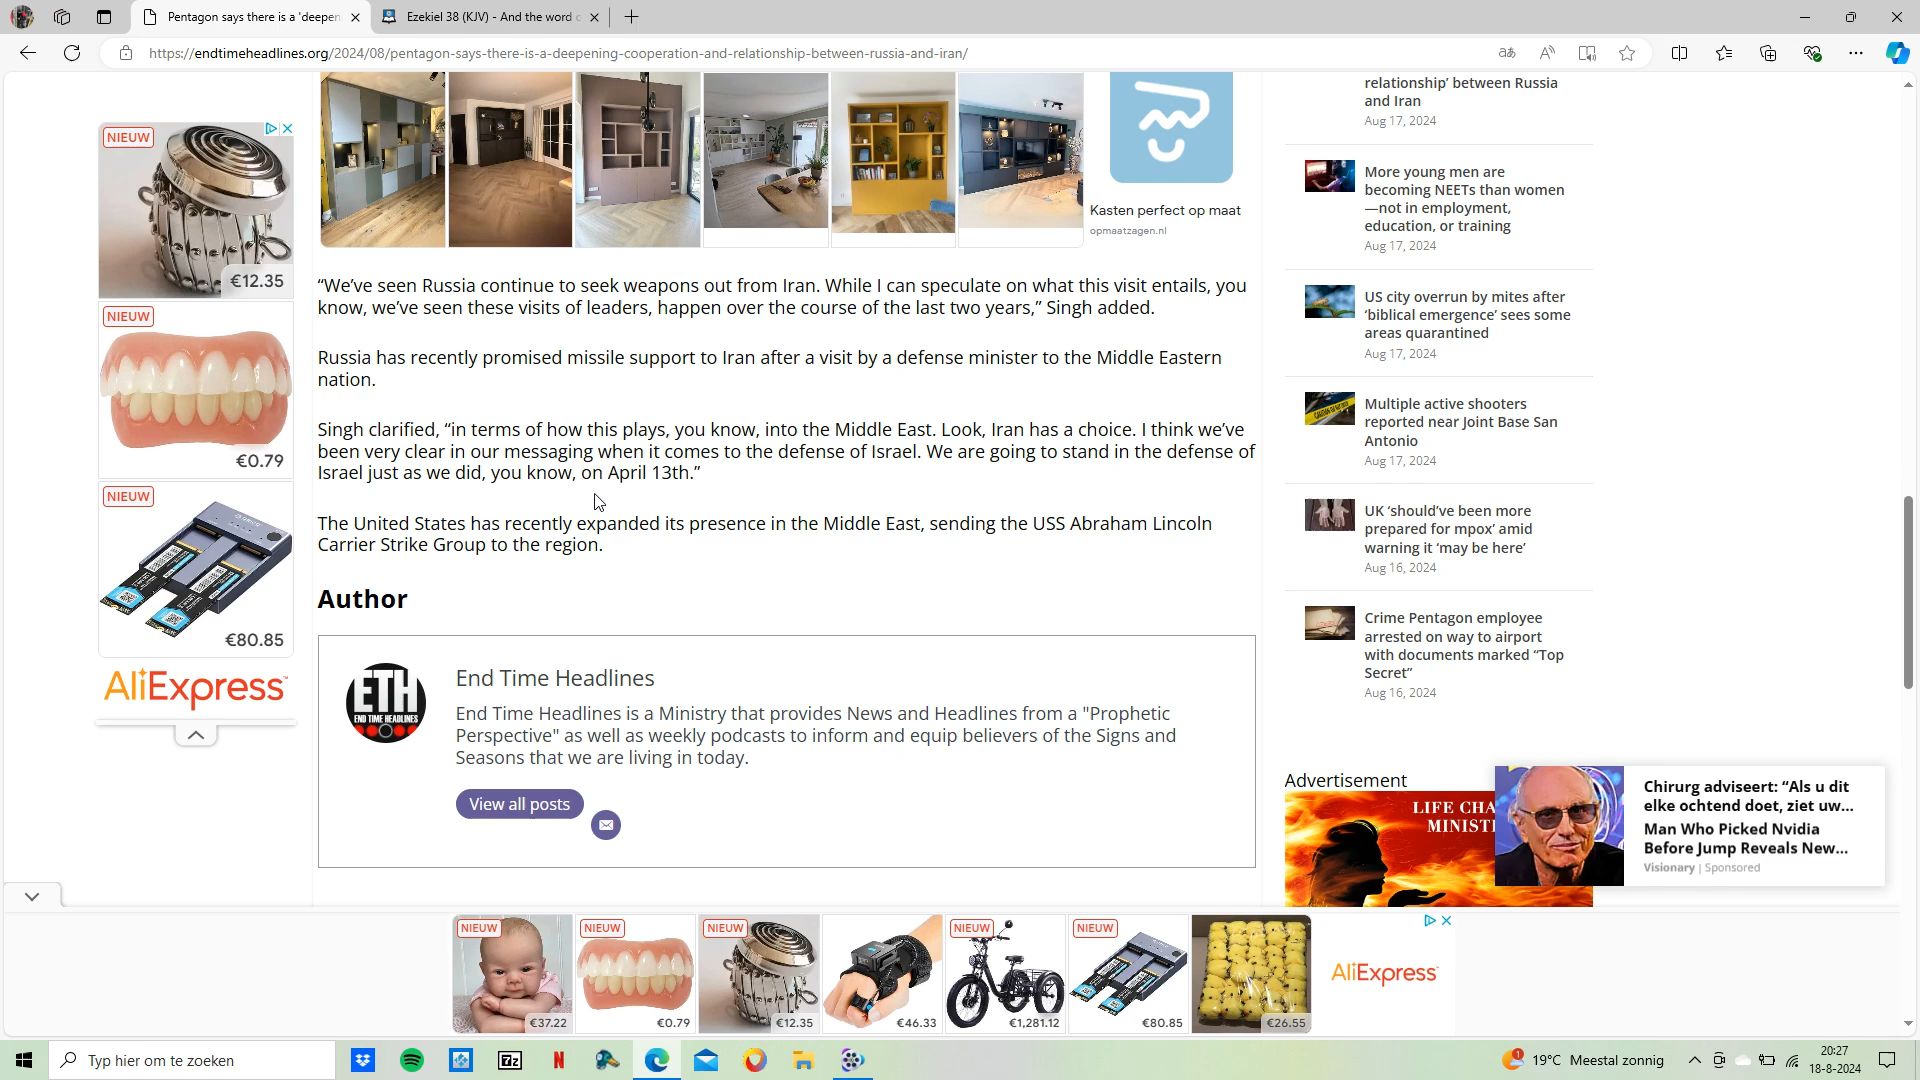 Pentagon says there is a 'deepen
Ezekiel 38 (KJV) - And the word c
https://endtimeheadlines.org/2024/08/pentagon-says-there-is-a-deepening-cooperation-and-relationship-between-russia-and-iran/
NIEUW
€12.35
NIEUW
€0.79
NIEUW
€80.85
AliExpress
Kasten perfect op maat
opmaatzagen.nl
“We’ve seen Russia continue to seek weapons out from Iran. While I can speculate on what this visit entails, you
know, we’ve seen these visits of leaders, happen over the course of the last two years,” Singh added.
Russia has recently promised missile support to Iran after a visit by a defense minister to the Middle Eastern
nation.
Singh clarified, “in terms of how this plays, you know, into the Middle East. Look, Iran has a choice. I think we’ve
been very clear in our messaging when it comes to the defense of Israel. We are going to stand in the defense of
Israel just as we did, you know, on April 13th.”
The United States has recently expanded its presence in the Middle East, sending the USS Abraham Lincoln
Carrier Strike Group to the region.
Author
ETH
END TIME HEADLINES
End Time Headlines
End Time Headlines is a Ministry that provides News and Headlines from a "Prophetic
Perspective" as well as weekly podcasts to inform and equip believers of the Signs and
Seasons that we are living in today.
View all posts
relationship’ between Russia
and Iran
Aug 17, 2024
More young men are
becoming NEETs than women
—not in employment,
education, or training
Aug 17, 2024
US city overrun by mites after
‘biblical emergence’ sees some
areas quarantined
Aug 17, 2024
Multiple active shooters
reported near Joint Base San
Antonio
Aug 17, 2024
UK ‘should’ve been more
prepared for mpox’ amid
warning it ‘may be here’
Aug 16, 2024
Crime Pentagon employee
arrested on way to airport
with documents marked “Top
Secret”
Aug 16, 2024
Advertisement
LIFE CHA
MINISTI
Chirurg adviseert: “Als u dit
elke ochtend doet, ziet uw...
Man Who Picked Nvidia
Before Jump Reveals New...
Visionary | Sponsored
NIEUW
€37.22
NIEUW
€0.79
NIEUW
€12.35
€46.33
NIEUW
€1,281.12
NIEUW
€80.85
€26.55
AliExpress
Typ hier om te zoeken
7z
N
1
19°C Meestal zonnig
20:27
18-8-2024